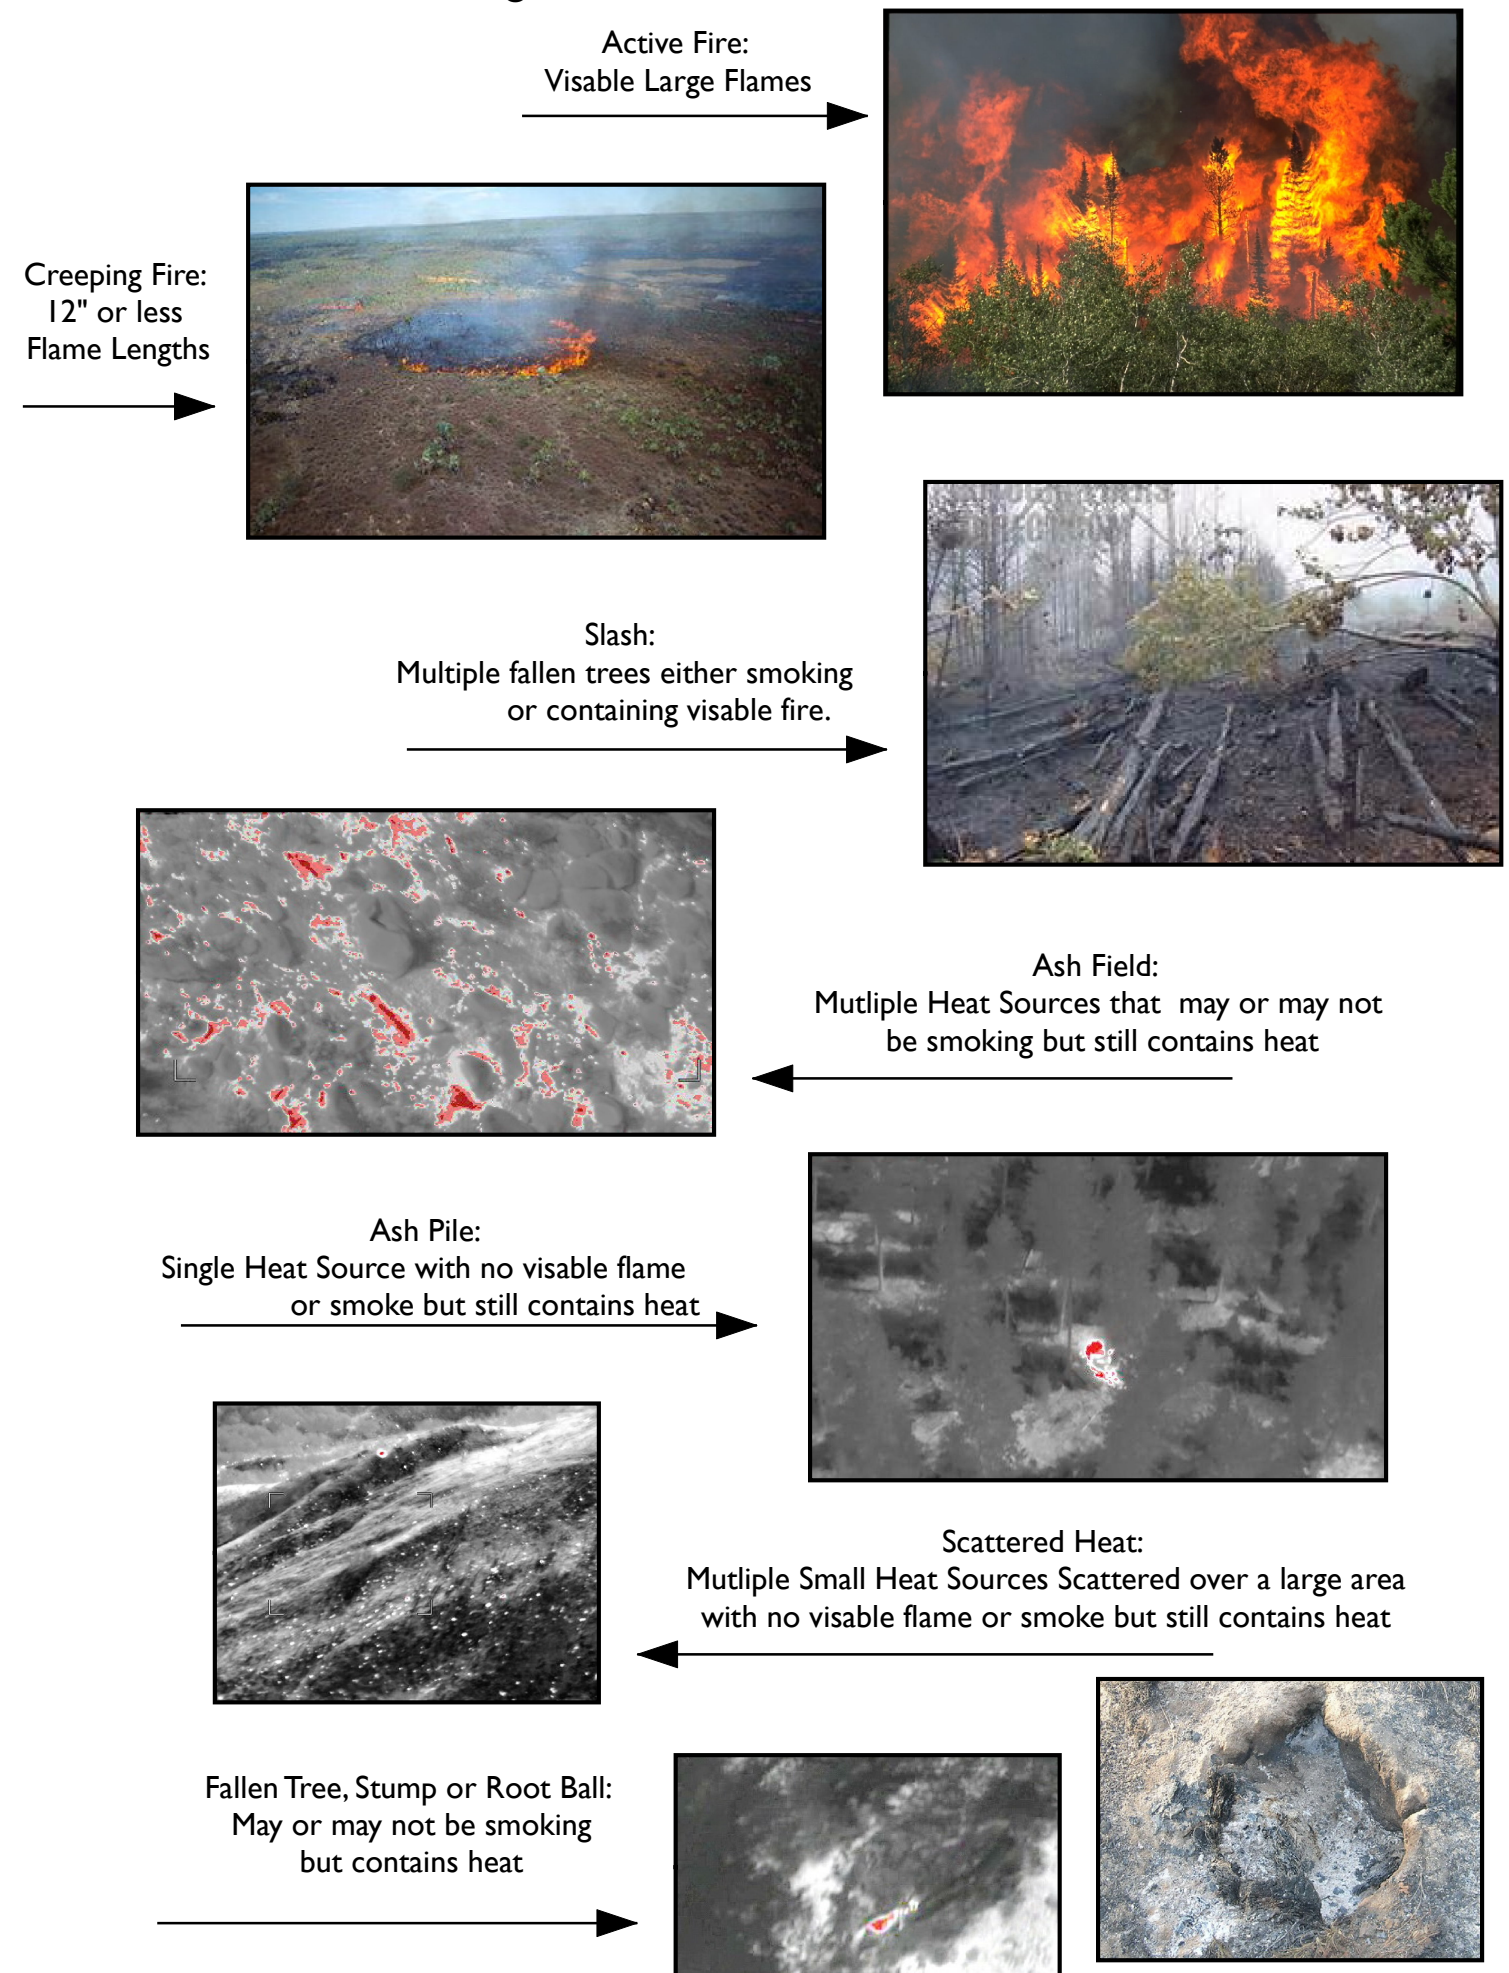 Active Fire:
Visable Large Flames
Creeping Fire:
12" or less
Flame Lengths
Slash:
Multiple fallen trees either smoking
or containing visable fire.
Ash Field:
Mutliple Heat Sources that may or may not
be smoking but still contains heat
Ash Pile:
Single Heat Source with no visable flame
or smoke but still contains heat
Scattered Heat:
Mutliple Small Heat Sources Scattered over a large area
with no visable flame or smoke but still contains heat
Fallen Tree, Stump or Root Ball:
May or may not be smoking
but contains heat